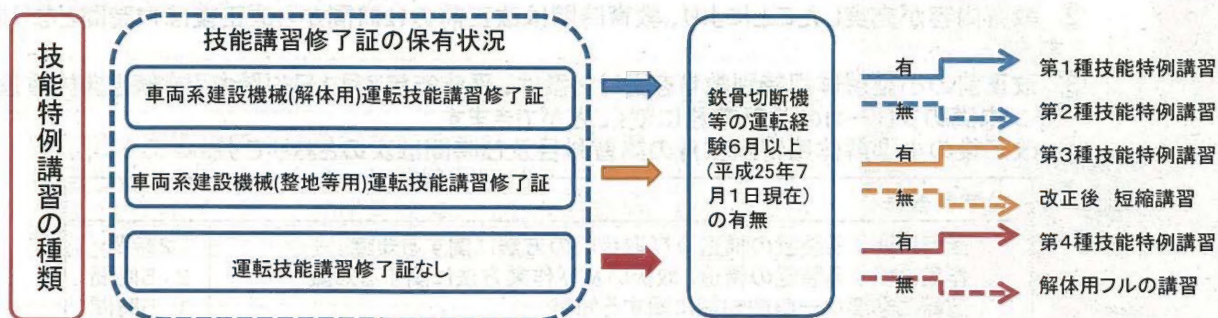 技能特例講習の種類
技能講習修了証の保有状況
車両系建設機械(解体用)運転技能講習修了証
車両系建設機械(整地等用)運転技能講習修了証
運転技能講習修了証なし
鉄骨切断機
等の運転経
験6月以上
(平成25年7
月1日現在)
の有無
有 第1種技能特例講習
無 第2種技能特例講習
有 第3種技能特例講習
無 改正後 短縮講習
有 第4種技能特例講習
無 解体用フルの講習